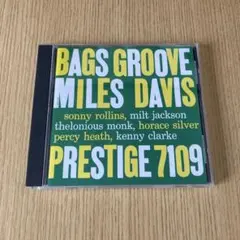 BAGS GROOVE
MILES DAVIS
sonny rollins, milt jackson
thelonious monk, horace silver
percy heath, kenny clarke
PRESTIGE 7109